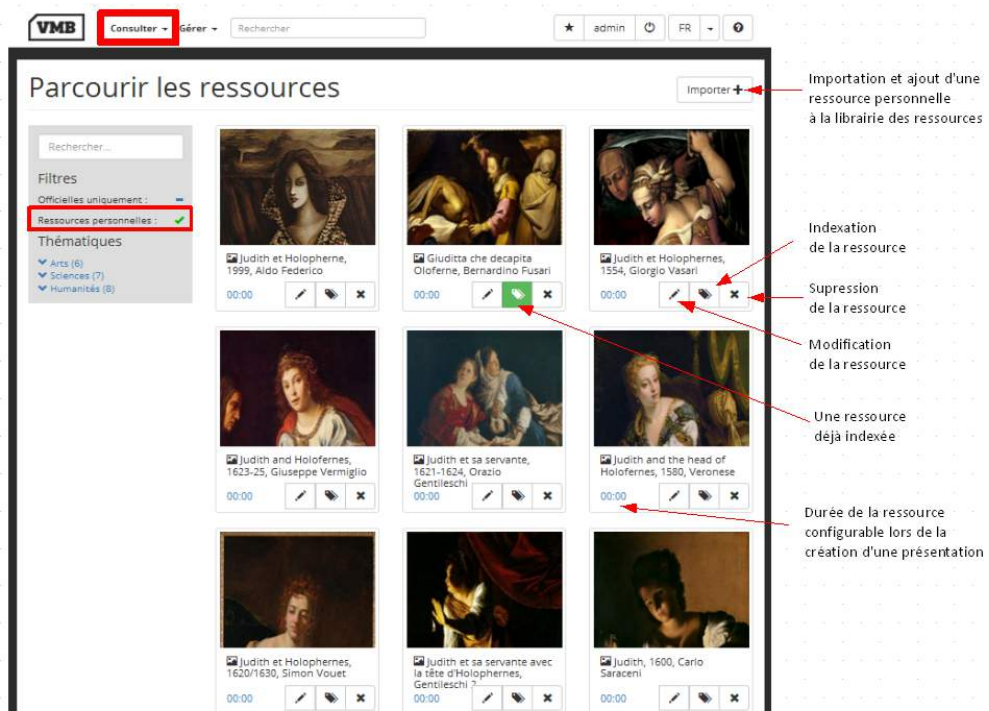 VMB Consulter Gérer Rechercher admin FR
Parcourir les ressources
Importer
Importation et ajout d'une
ressource personnelle
à la librairie des ressources
Rechercher...
Filtres
Officielles uniquement :
Ressources personnelles :
Thématiques
Arts (6)
Sciences (7)
Humanités (8)
Judith et Holopherne,
1999, Aldo Federico
00:00
Giuditta che decapita
Oloferne, Bernardino Fusari
00:00
Judith et Holophernes,
1554, Giorgio Vasari
00:00
Indexation
de la ressource
Supression
de la ressource
Modification
de la ressource
Une ressource
déjà indexée
Judith and Holofernes,
1623-25, Giuseppe Vermiglio
00:00
Judith et sa servante,
1621-1624, Orazio
Gentileschi
00:00
Judith and the head of
Holofernes, 1580, Veronese
00:00
Durée de la ressource
configurable lors de la
création d'une présentation
Judith et Holophernes,
1620/1630, Simon Vouet
00:00
Judith et sa servante avec
la tête d'Holophernes,
Gentileschi ?
00:00
Judith, 1600, Carlo
Saraceni
00:00